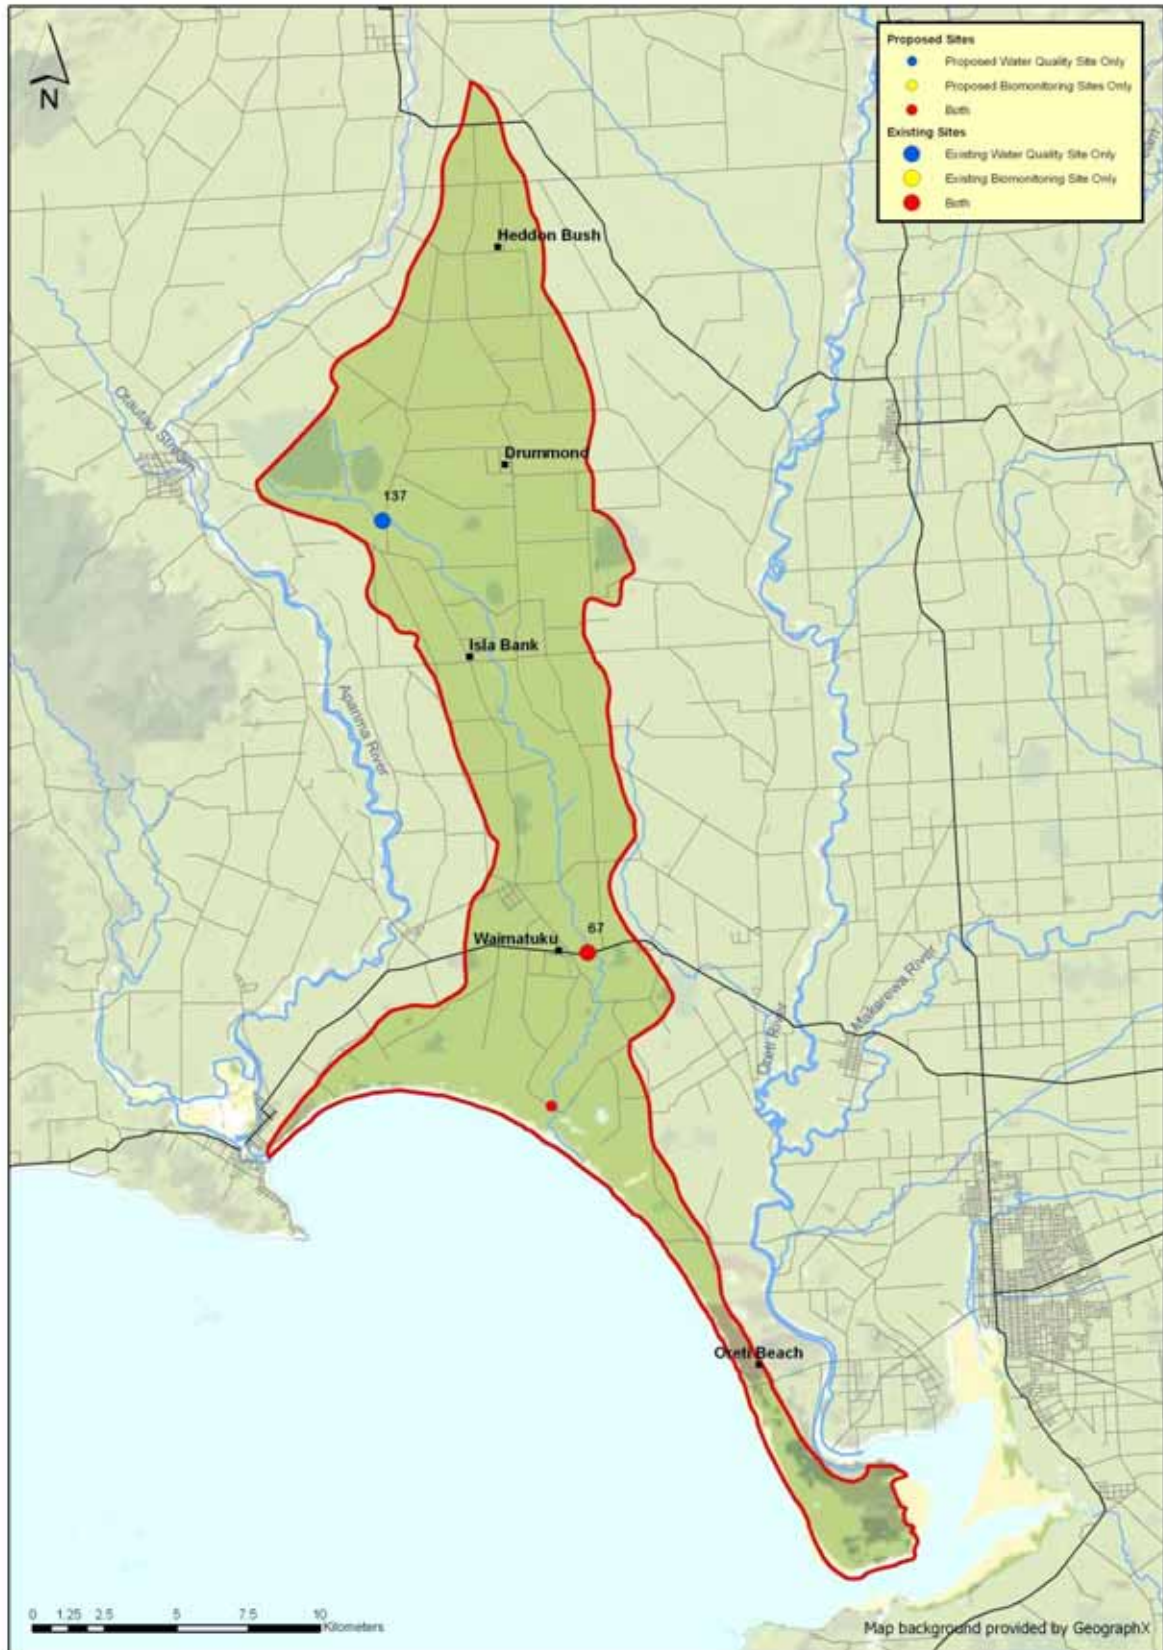 N
Proposed Sites
Proposed Water Quality Site Only
Proposed Biomonitoring Sites Only
Both
Existing Sites
Existing Water Quality Site Only
Existing Biomonitoring Site Only
Both
Heddon Bush
Otautau Stream
Drummond
137
Isla Bank
Aparima River
67
Waimatuku
Makarewa River
Oreti River
Oreti Beach
0 1.25 2.5 5 7.5 10
Kilometers
Map background provided by GeographX